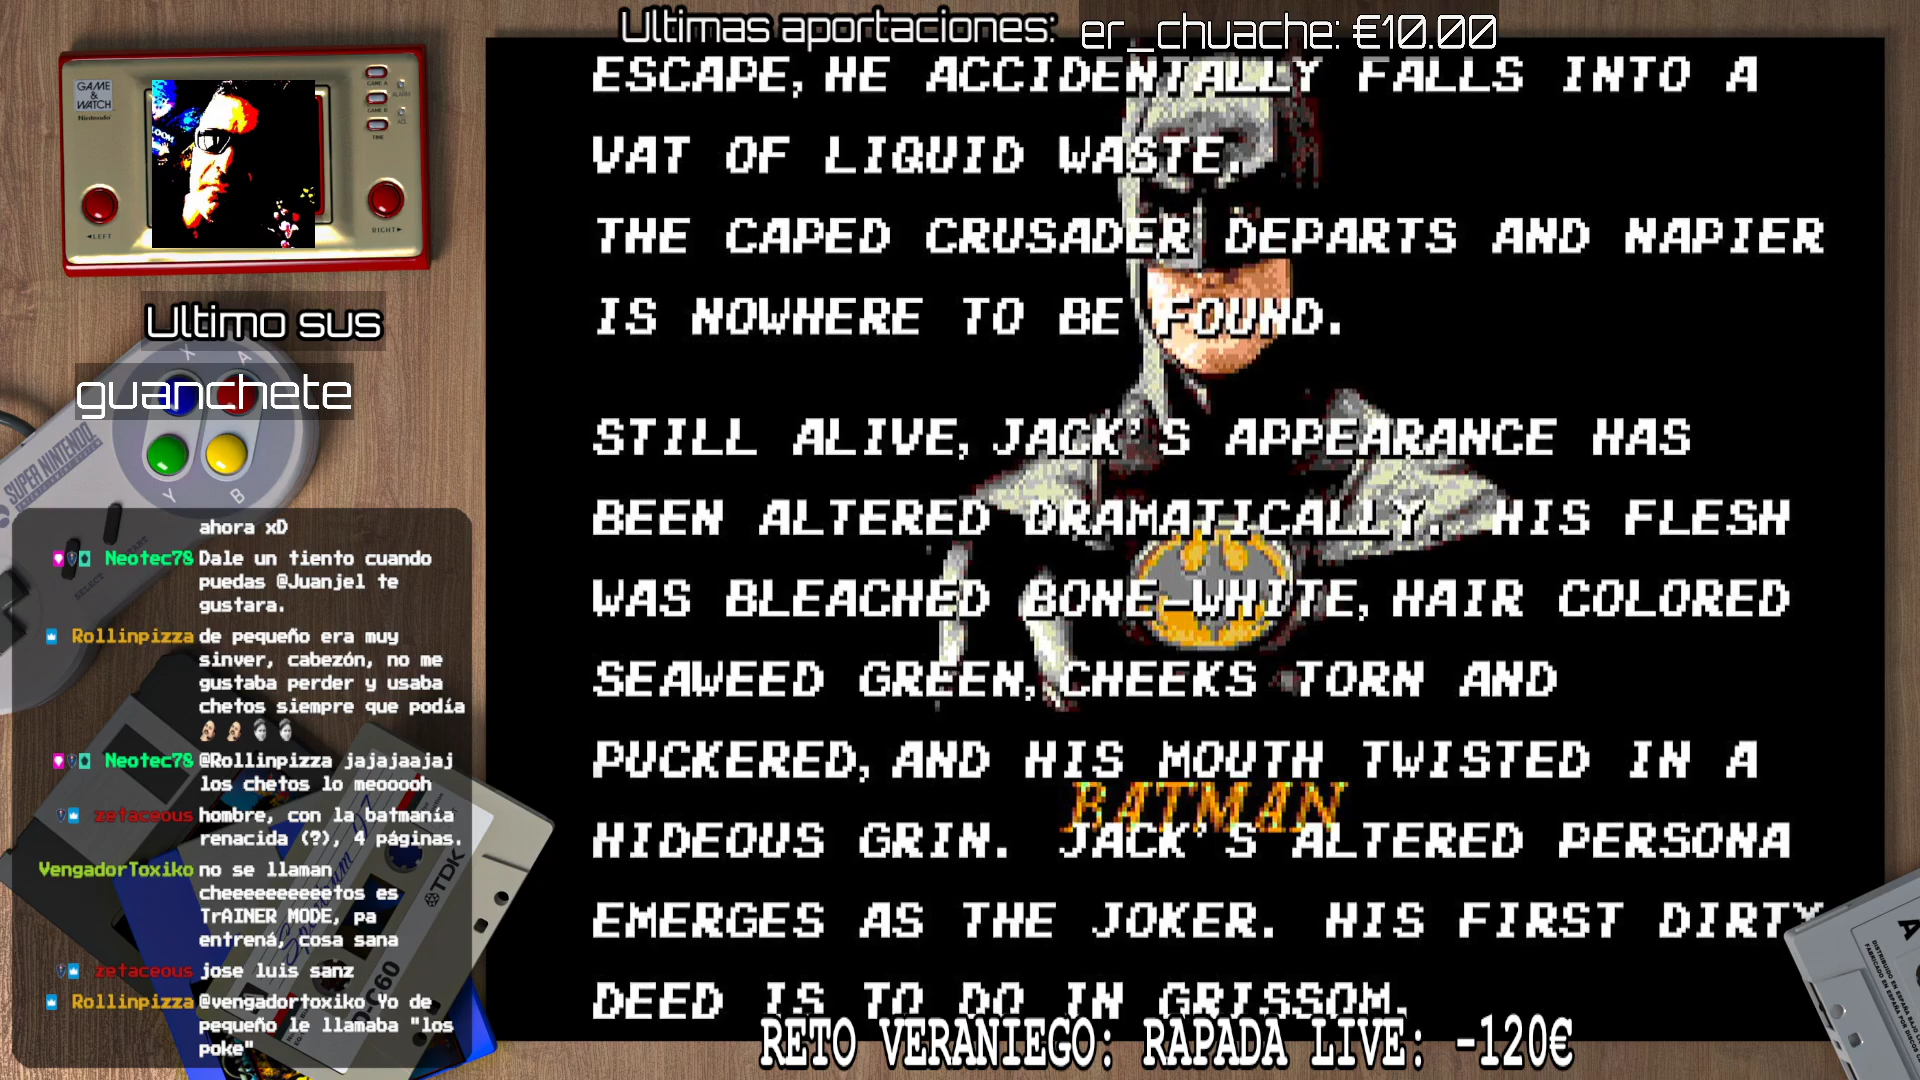 Ultimas aportaciones: er_chuache: €10.00
GAME & WATCH
Nintendo
GAME A
GAME B
TIME
ALARM
ACL
◄LEFT
RIGHT►
Ultimo sus
guanchete
SUPER NINTENDO
X
A
Y
B
SELECT
ESCAPE, HE ACCIDENTALLY FALLS INTO A
VAT OF LIQUID WASTE.
THE CAPED CRUSADER DEPARTS AND NAPIER
IS NOWHERE TO BE FOUND.
STILL ALIVE, JACK'S APPEARANCE HAS
BEEN ALTERED DRAMATICALLY. HIS FLESH
WAS BLEACHED BONE-WHITE, HAIR COLORED
SEAWEED GREEN, CHEEKS TORN AND
PUCKERED, AND HIS MOUTH TWISTED IN A
BATMAN
HIDEOUS GRIN. JACK'S ALTERED PERSONA
EMERGES AS THE JOKER. HIS FIRST DIRTY
DEED IS TO DO IN GRISSOM.
ahora xD
Neotec78 Dale un tiento cuando
puedas @Juanjel te
gustara.
Rollinpizza de pequeño era muy
sinver, cabezón, no me
gustaba perder y usaba
chetos siempre que podía
Neotec78 @Rollinpizza jajajaajaj
los chetos lo meooooh
zetaceous hombre, con la batmanía
renacida (?), 4 páginas.
VengadorToxiko no se llaman
cheeeeeeeeeetos es
TrAINER MODE, pa
entrená, cosa sana
zetaceous jose luis sanz
Rollinpizza @vengadortoxiko Yo de
pequeño le llamaba "los
poke"
TDK
RETO VERANIEGO: RAPADA LIVE: -120€